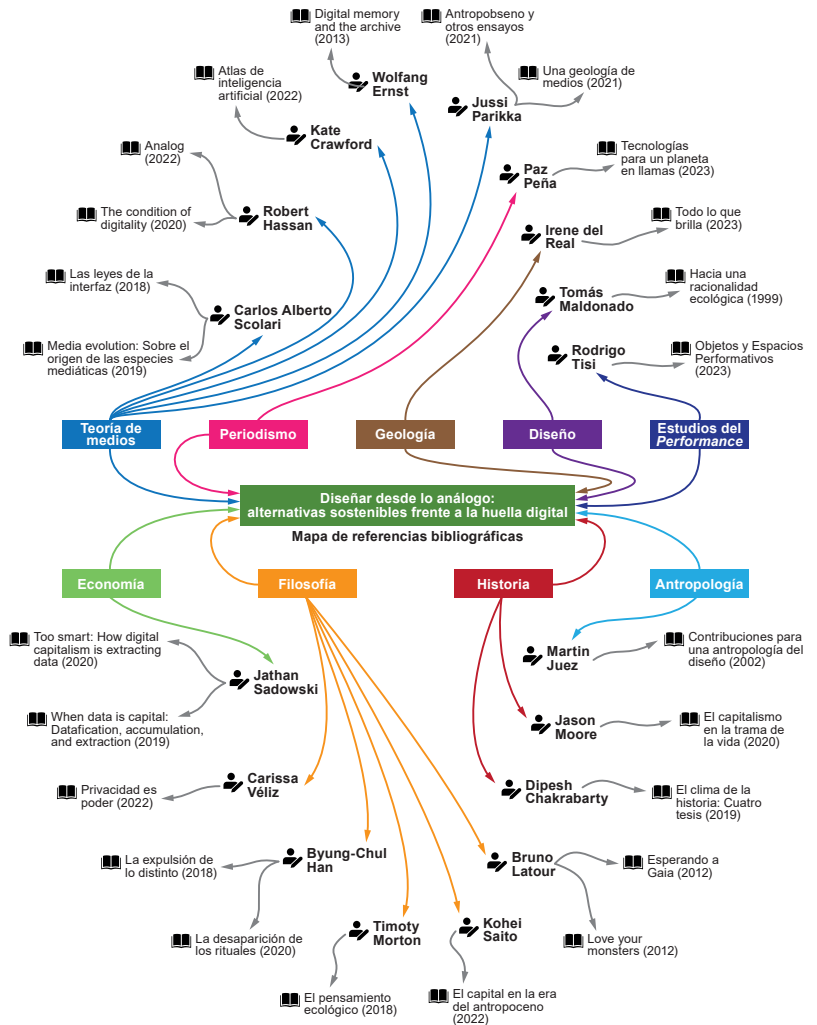 Digital memory
and the archive
(2013)
Antropobseno y
otros ensayos
(2021)
Wolfang
Ernst
Atlas de
inteligencia
artificial (2022)
Una geología de
medios (2021)
Jussi
Parikka
Kate
Crawford
Analog
(2022)
Tecnologías
para un planeta
en llamas (2023)
Paz
Peña
The condition of
digitality (2020)
Robert
Hassan
Todo lo que
brilla (2023)
Irene del
Real
Las leyes de la
interfaz (2018)
Hacia una
racionalidad
ecológica (1999)
Tomás
Maldonado
Carlos Alberto
Scolari
Media evolution: Sobre el
origen de las especies
mediáticas (2019)
Rodrigo
Tisi
Objetos y Espacios
Performativos
(2023)
Teoría de
medios
Periodismo
Geología
Diseño
Estudios del
Performance
Diseñar desde lo análogo:
alternativas sostenibles frente a la huella digital
Mapa de referencias bibliográficas
Economía
Filosofía
Historia
Antropología
Too smart: How digital
capitalism is extracting
data (2020)
Jathan
Sadowski
Martin
Juez
Contribuciones para
una antropología del
diseño (2002)
When data is capital:
Datafication, accumulation,
and extraction (2019)
Jason
Moore
El capitalismo
en la trama de
la vida (2020)
Privacidad es
poder (2022)
Carissa
Véliz
Dipesh
Chakrabarty
El clima de la
historia: Cuatro
tesis (2019)
La expulsión de
lo distinto (2018)
Byung-Chul
Han
Bruno
Latour
Esperando a
Gaia (2012)
La desaparición de
los rituales (2020)
Timoty
Morton
Kohei
Saito
Love your
monsters (2012)
El pensamiento
ecológico (2018)
El capital en la era
del antropoceno
(2022)